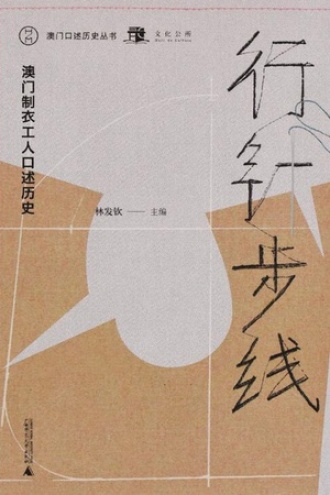 澳门口述历史丛书
文化公所
行针步线
澳门制衣工人口述历史
林发钦 —— 主编